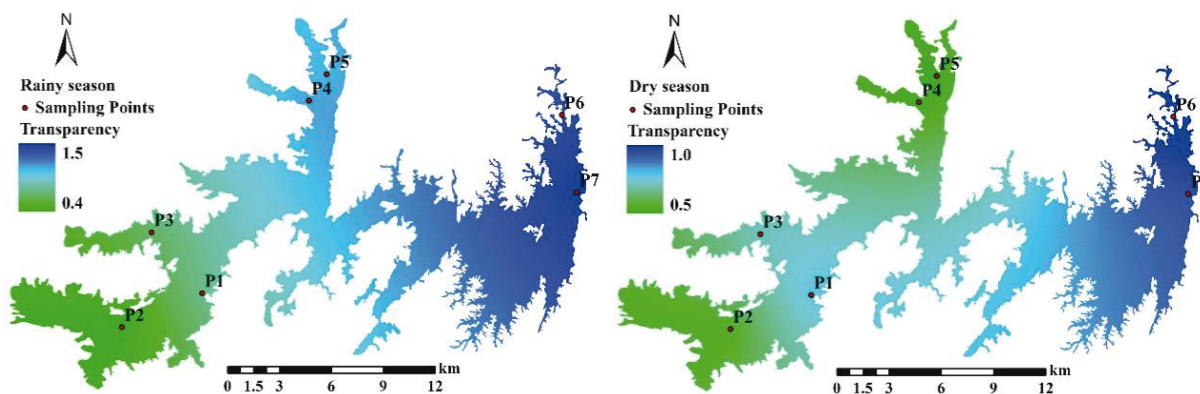 N
Rainy season
Sampling Points
Transparency
1.5
0.4
P5
P4
P6
P7
P3
P1
P2
km
0 1.5 3 6 9 12
N
Dry season
Sampling Points
Transparency
1.0
0.5
P5
P4
P6
P
P3
P1
P2
km
0 1.5 3 6 9 12